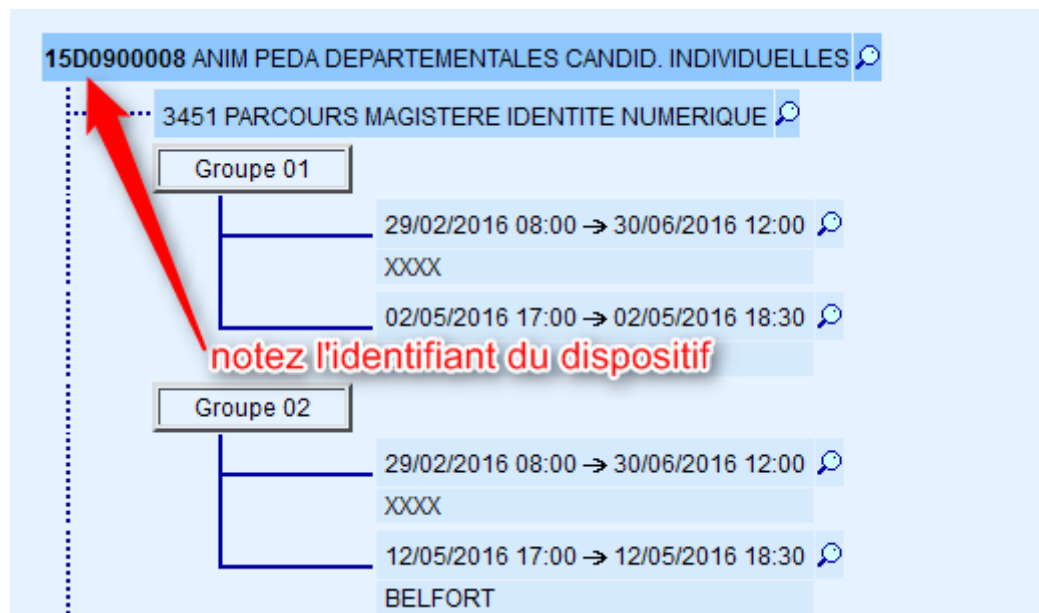 15D0900008 ANIM PEDA DEPARTEMENTALES CANDID. INDIVIDUELLES
3451 PARCOURS MAGISTERE IDENTITE NUMERIQUE
Groupe 01
29/02/2016 08:00 → 30/06/2016 12:00
XXXX
02/05/2016 17:00 → 02/05/2016 18:30
notez l'identifiant du dispositif
Groupe 02
29/02/2016 08:00 → 30/06/2016 12:00
XXXX
12/05/2016 17:00 → 12/05/2016 18:30
BELFORT